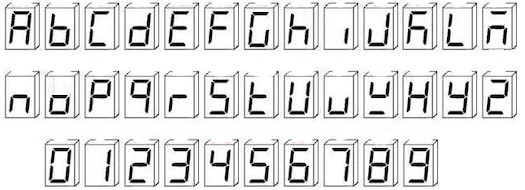 A b C d E F G h i J K L m
n o P q r S t U v w X y Z
0 1 2 3 4 5 6 7 8 9